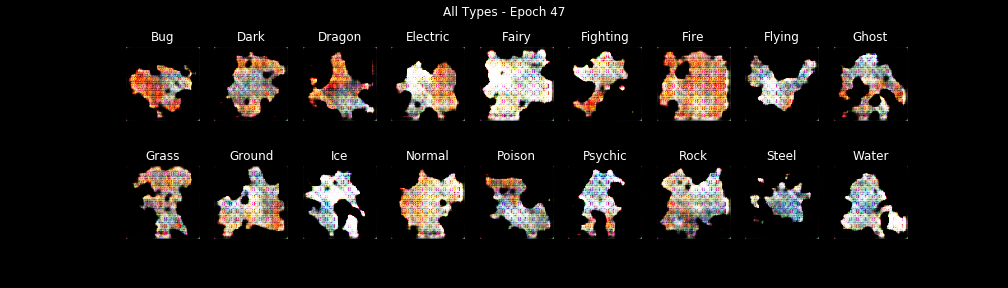 All Types - Epoch 47
Bug Dark Dragon Electric Fairy Fighting Fire Flying Ghost
Grass Ground Ice Normal Poison Psychic Rock Steel Water